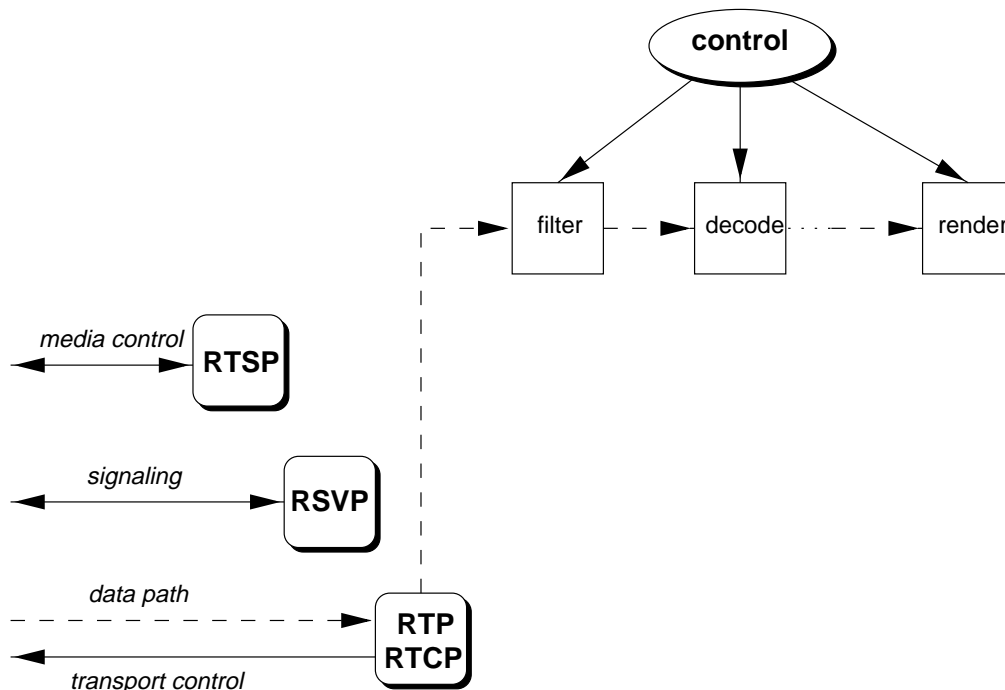 control
filter
decode
render
media control
RTSP
signaling
RSVP
data path
RTP
RTCP
transport control